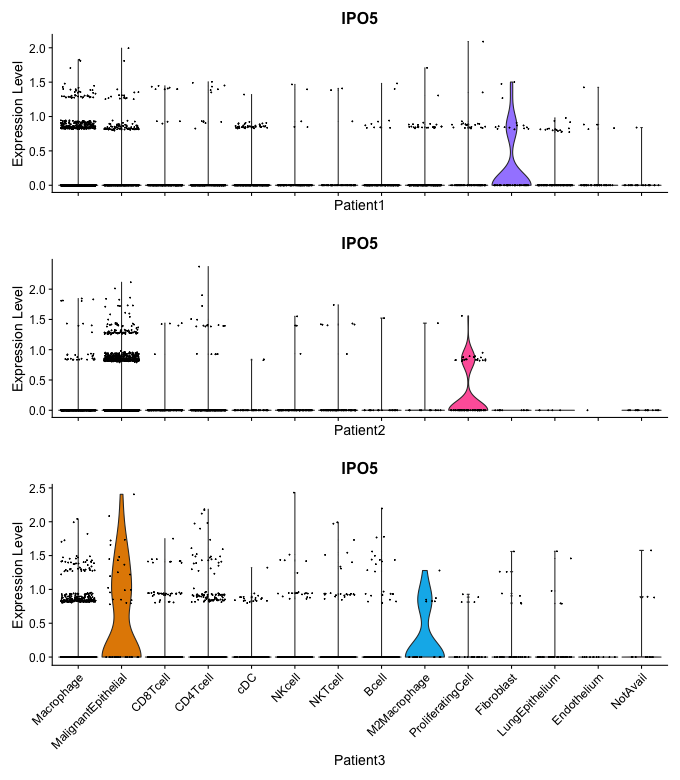 IPO5
Expression Level
2.0
1.5
1.0
0.5
0.0
Patient1
IPO5
Expression Level
2.0
1.5
1.0
0.5
0.0
Patient2
IPO5
Expression Level
2.5
2.0
1.5
1.0
0.5
0.0
Macrophage
MalignantEpithelial
CD8Tcell
CD4Tcell
cDC
NKcell
NKTcell
Bcell
M2Macrophage
ProliferatingCell
Fibroblast
LungEpithelium
Endothelium
NotAvail
Patient3